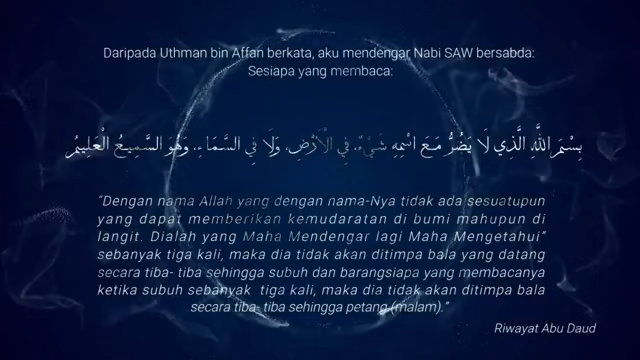 Daripada Uthman bin Affan berkata, aku mendengar Nabi SAW bersabda:
Sesiapa yang membaca:
بِسْمِ اللَّهِ الَّذِي لَا يَضُرُّ مَعَ اسْمِهِ شَيْءٌ، فِي الْأَرْضِ، وَلَا فِي السَّمَاءِ، وَهُوَ السَّمِيعُ الْعَلِيمُ
“Dengan nama Allah yang dengan nama-Nya tidak ada sesuatupun
yang dapat memberikan kemudaratan di bumi mahupun di
langit. Dialah yang Maha Mendengar lagi Maha Mengetahui”
sebanyak tiga kali, maka dia tidak akan ditimpa bala yang datang
secara tiba- tiba sehingga subuh dan barangsiapa yang membacanya
ketika subuh sebanyak  tiga kali, maka dia tidak akan ditimpa bala
secara tiba- tiba sehingga petang (malam).”
Riwayat Abu Daud